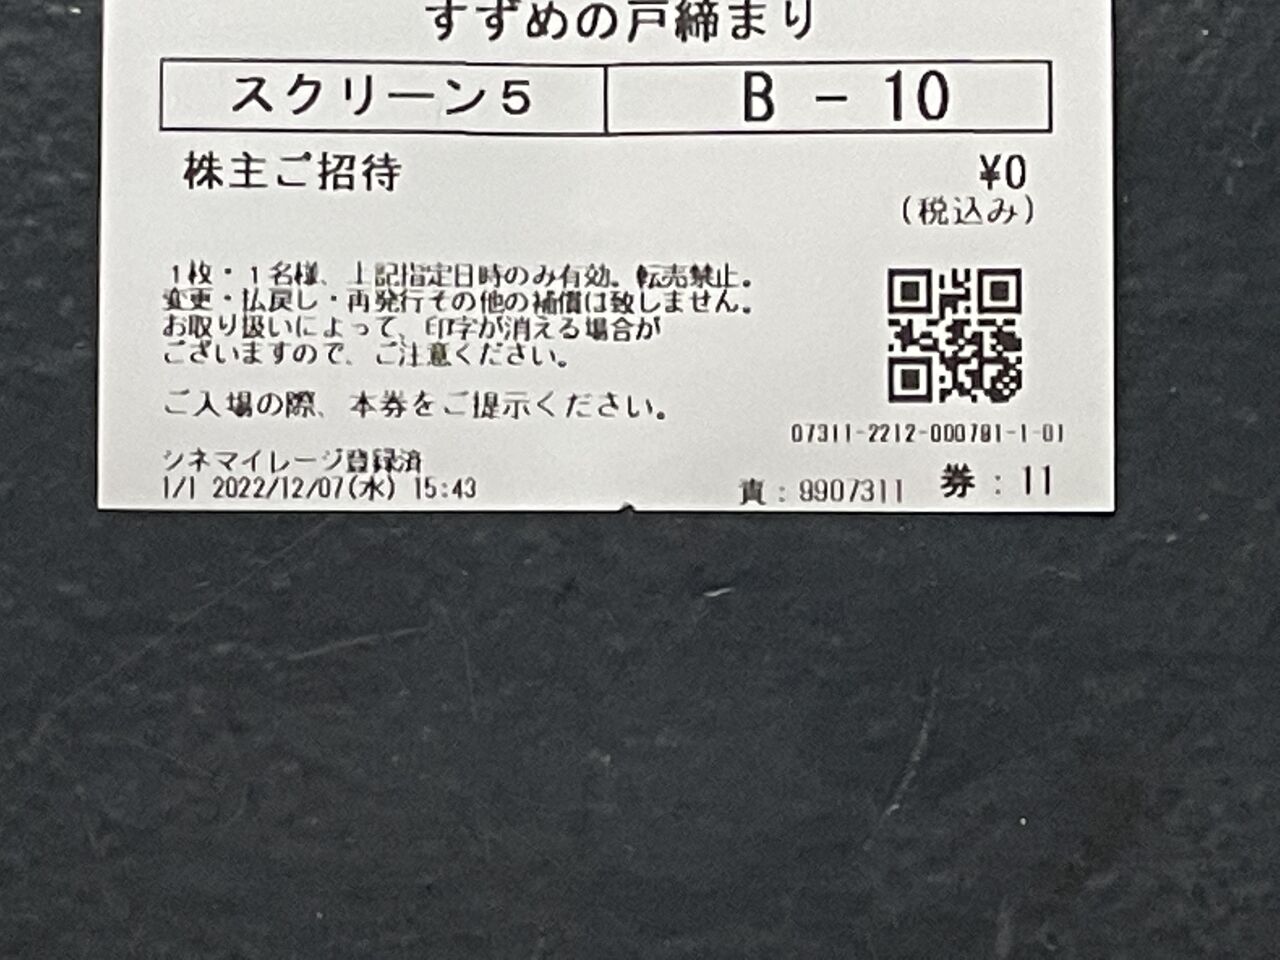 すずめの戸締まり
スクリーン5 B - 10
株主ご招待 ¥0
(税込み)
1枚・1名様、上記指定日時のみ有効。転売禁止。
変更・払戻し・再発行その他の補償は致しません。
お取り扱いによって、印字が消える場合が
ございますので、ご注意ください。
ご入場の際、本券をご提示ください。
07311-2212-000781-1-01
シネマイレージ登録済
1/1 2022/12/07(水) 15:43 責:9907311 券:11